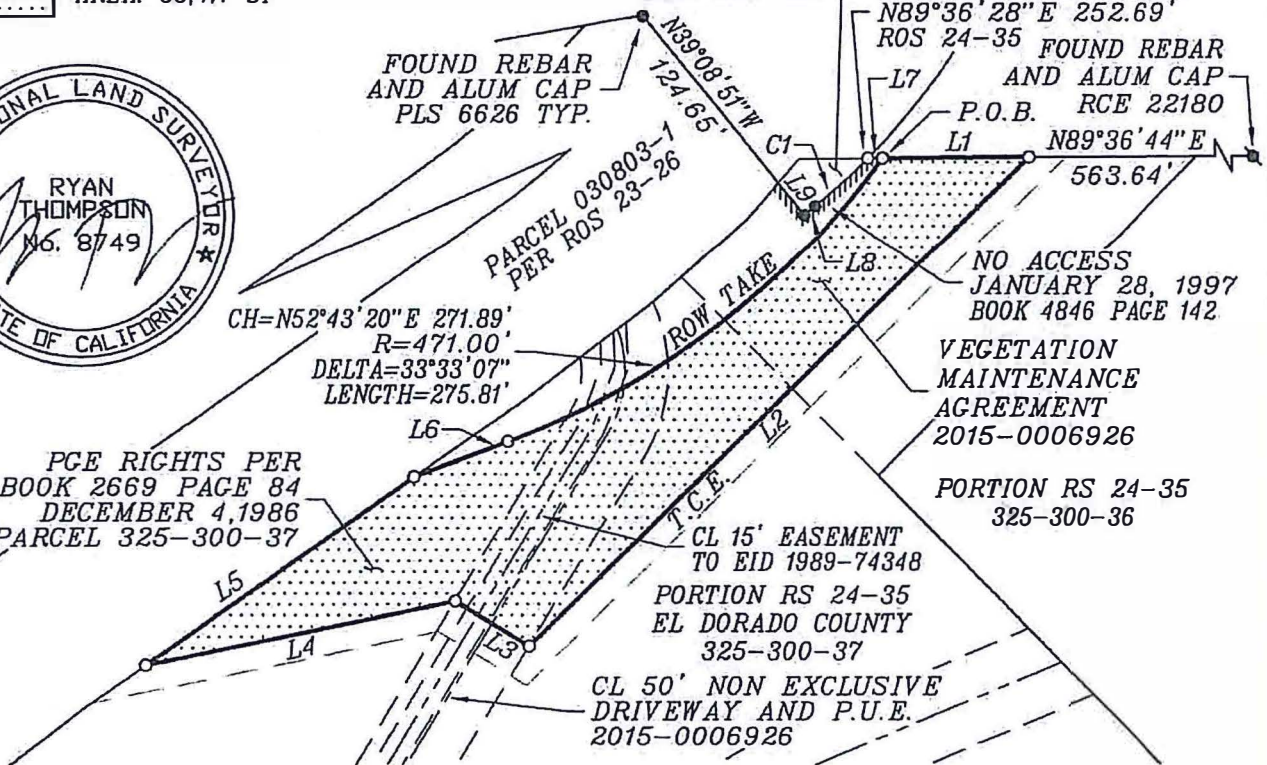 N89°36'28"E 252.69'
ROS 24-35
FOUND REBAR
AND ALUM CAP
RCE 22180
FOUND REBAR
AND ALUM CAP
PLS 6626 TYP.
N39°08'51"W
124.65'
L7
P.O.B.
L1
N89°36'44"E
563.64'
C1
L9
L8
ONAL LAND SURVEYOR ★
RYAN
THOMPSON
No. 8749
TE OF CALIFORNIA
PARCEL 030803-1
PER ROS 23-26
ROW TAKE
NO ACCESS
JANUARY 28, 1997
BOOK 4846 PAGE 142
CH=N52°43'20"E 271.89'
R=471.00'
DELTA=33°33'07"
LENGTH=275.81'
VEGETATION
MAINTENANCE
AGREEMENT
2015-0006926
L6
L2
T.C.E
PGE RIGHTS PER
BOOK 2669 PAGE 84
DECEMBER 4,1986
PARCEL 325-300-37
PORTION RS 24-35
325-300-36
CL 15' EASEMENT
TO EID 1989-74348
L5
PORTION RS 24-35
EL DORADO COUNTY
325-300-37
L4
L3
CL 50' NON EXCLUSIVE
DRIVEWAY AND P.U.E.
2015-0006926